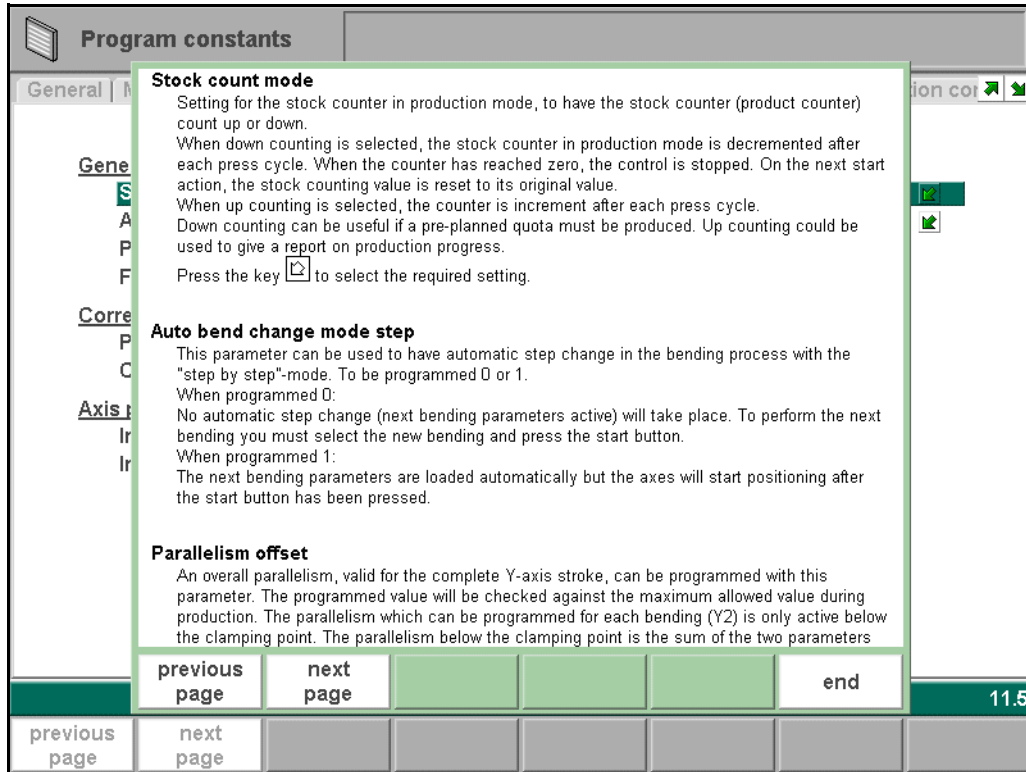 Program constants
General
ion cor
Stock count mode
Setting for the stock counter in production mode, to have the stock counter (product counter)
count up or down.
When down counting is selected, the stock counter in production mode is decremented after
each press cycle. When the counter has reached zero, the control is stopped. On the next start
action, the stock counting value is reset to its original value.
When up counting is selected, the counter is increment after each press cycle.
Down counting can be useful if a pre-planned quota must be produced. Up counting could be
used to give a report on production progress.
Press the key to select the required setting.
Auto bend change mode step
This parameter can be used to have automatic step change in the bending process with the
"step by step"-mode. To be programmed 0 or 1.
When programmed 0:
No automatic step change (next bending parameters active) will take place. To perform the next
bending you must select the new bending and press the start button.
When programmed 1:
The next bending parameters are loaded automatically but the axes will start positioning after
the start button has been pressed.
Parallelism offset
An overall parallelism, valid for the complete Y-axis stroke, can be programmed with this
parameter. The programmed value will be checked against the maximum allowed value during
production. The parallelism which can be programmed for each bending (Y2) is only active below
the clamping point. The parallelism below the clamping point is the sum of the two parameters
Gene
S
A
P
F
Corre
P
C
Axis p
In
In
previous page
next page
end
11.5
previous page
next page